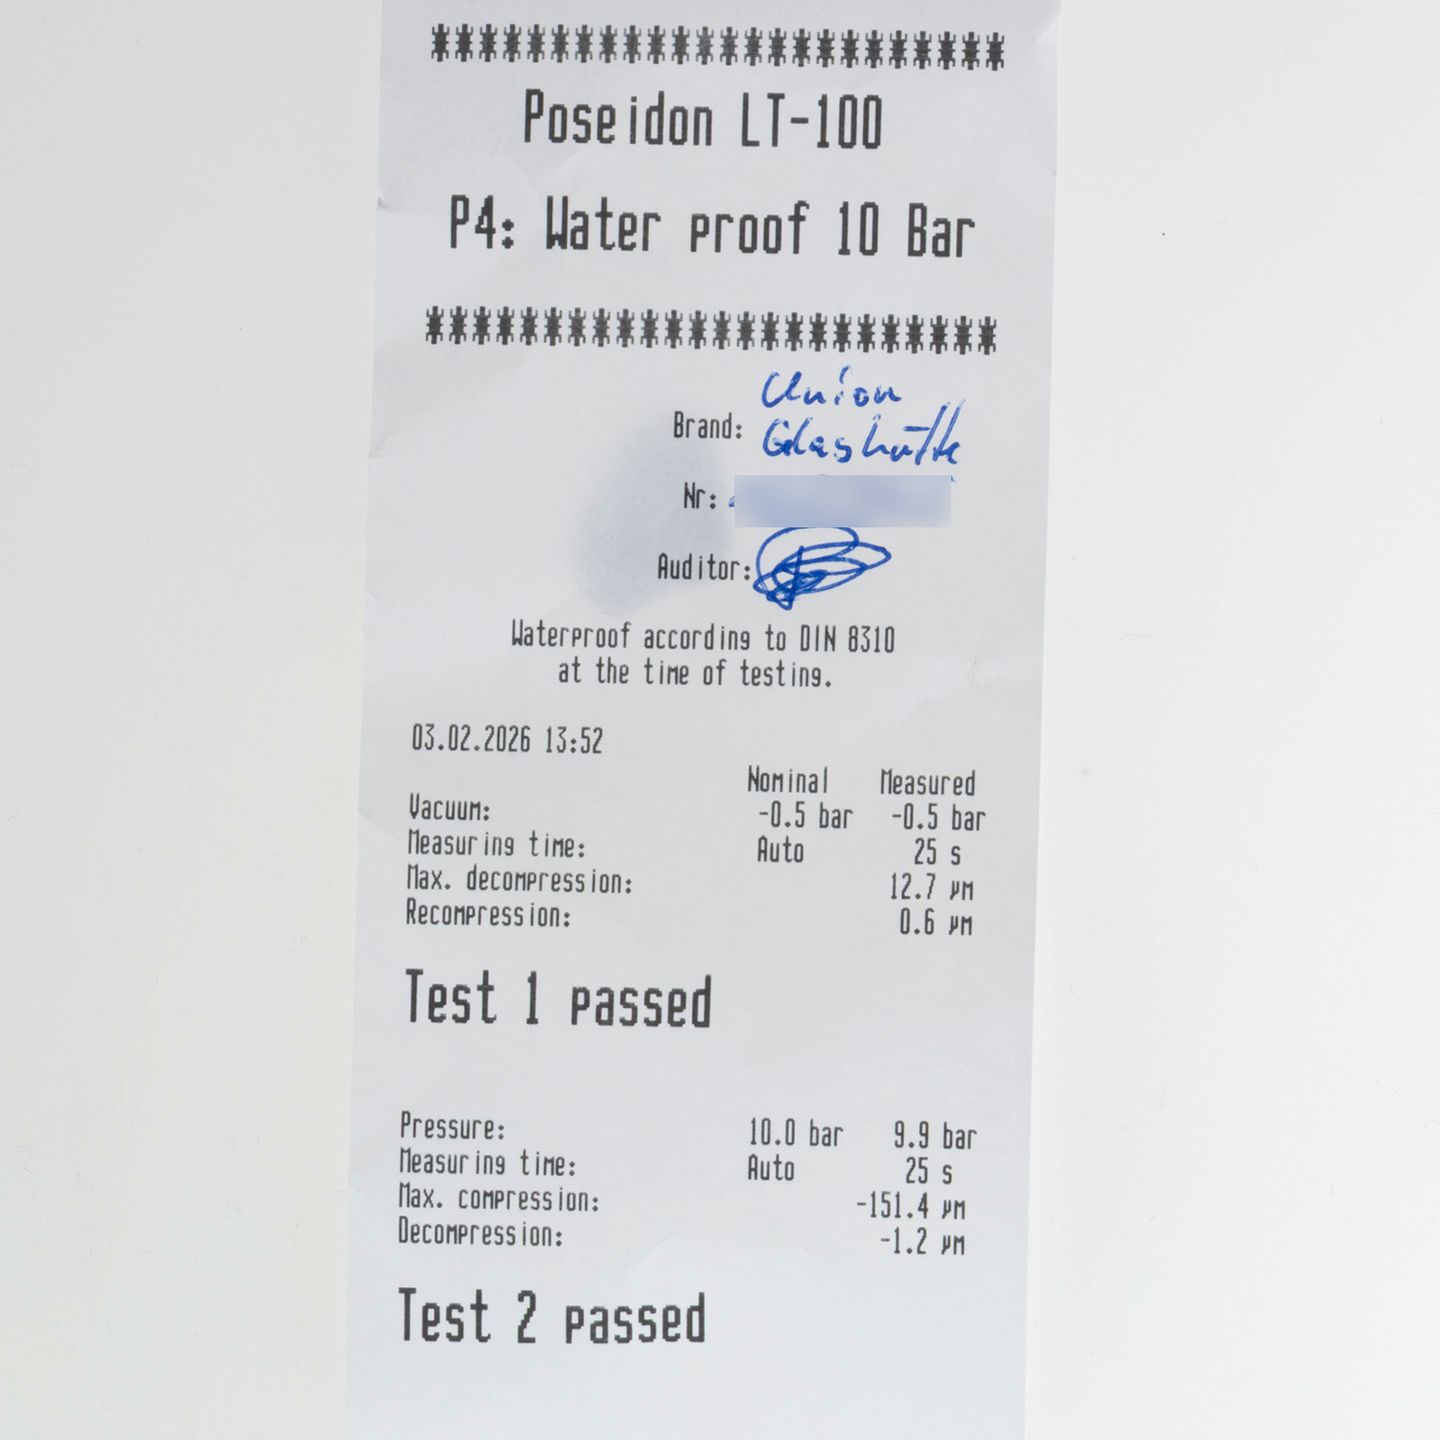 ************************
Poseidon LT-100
P4: Water proof 10 Bar
************************
Brand: Union Glashütte
Nr:
Auditor:
Waterproof according to DIN 8310
at the time of testing.
03.02.2026 13:52
Nominal Measured
Vacuum: -0.5 bar -0.5 bar
Measuring time: Auto 25 s
Max. decompression: 12.7 µm
Recompression: 0.6 µm
Test 1 passed
Pressure: 10.0 bar 9.9 bar
Measuring time: Auto 25 s
Max. compression: -151.4 µm
Decompression: -1.2 µm
Test 2 passed